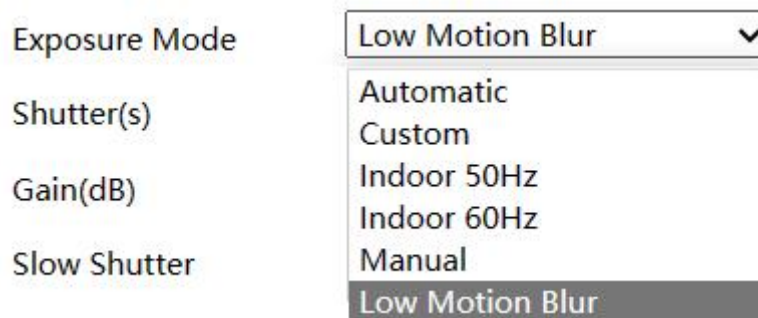 Exposure Mode
Low Motion Blur
Shutter(s)
Automatic
Custom
Gain(dB)
Indoor 50Hz
Indoor 60Hz
Slow Shutter
Manual
Low Motion Blur